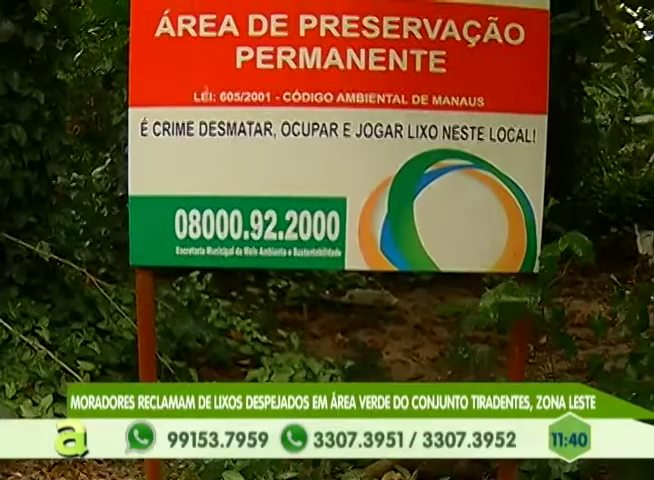 ÁREA DE PRESERVAÇÃO
PERMANENTE
LEI: 605/2001 - CÓDIGO AMBIENTAL DE MANAUS
É CRIME DESMATAR, OCUPAR E JOGAR LIXO NESTE LOCAL!
08000.92.2000
Secretaria Municipal de Meio Ambiente e Sustentabilidade
MORADORES RECLAMAM DE LIXOS DESPEJADOS EM ÁREA VERDE DO CONJUNTO TIRADENTES, ZONA LESTE
a 99153.7959 3307.3951 / 3307.3952 11:40